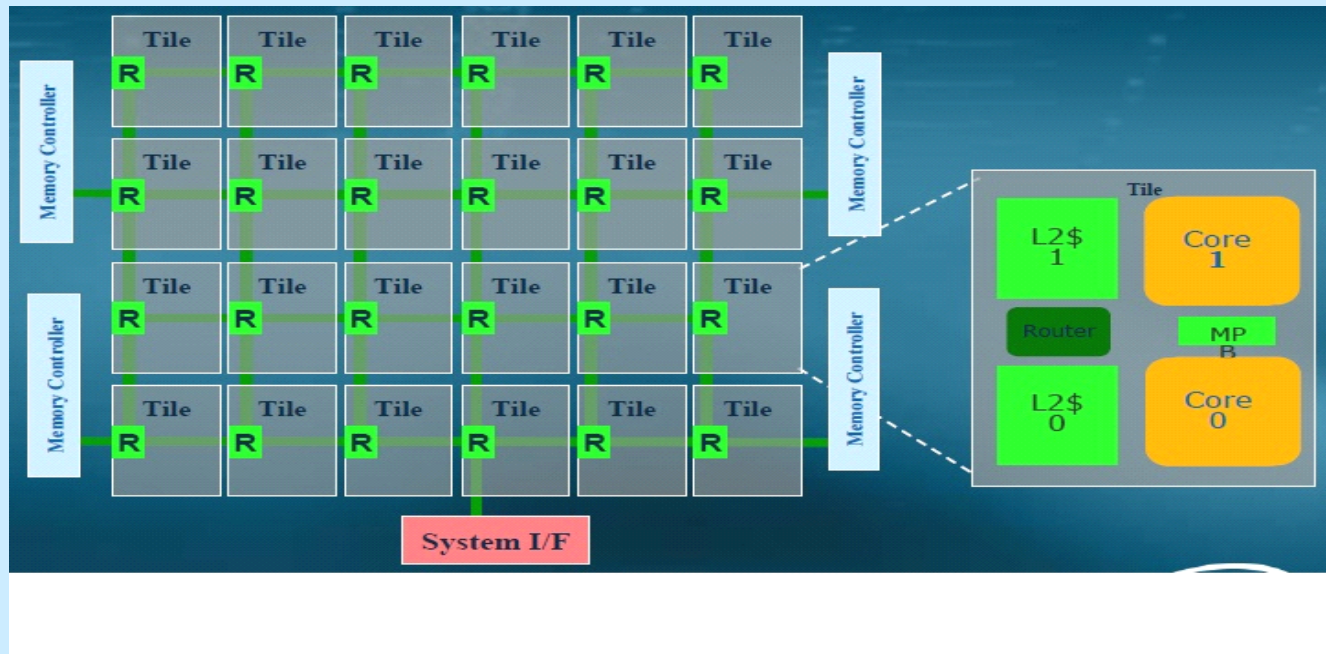 Tile Tile Tile Tile Tile Tile
R R R R R R
Memory Controller
Memory Controller
Tile Tile Tile Tile Tile Tile
R R R R R R
Tile Tile Tile Tile Tile Tile
R R R R R R
Memory Controller
Memory Controller
Tile Tile Tile Tile Tile Tile
R R R R R R
System I/F
Tile
L2$
1
Core
1
Router
MP
B
L2$
0
Core
0